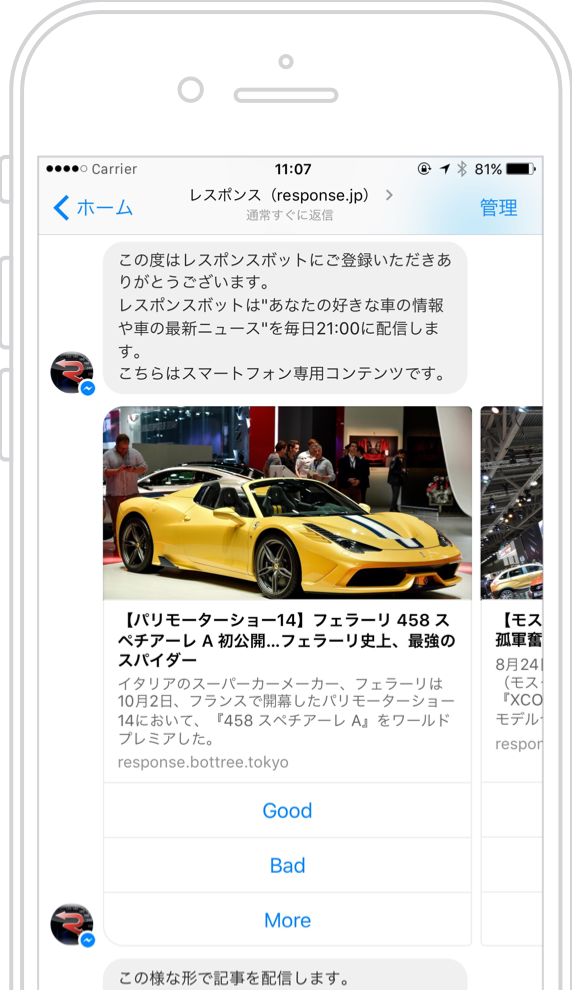 Carrier 11:07 81%
ホーム レスポンス（response.jp） 管理
通常すぐに返信
この度はレスポンスボットにご登録いただきあ
りがとうございます。
レスポンスボットは"あなたの好きな車の情報
や車の最新ニュース"を毎日21:00に配信しま
す。
こちらはスマートフォン専用コンテンツです。
【パリモーターショー14】フェラーリ 458 ス
ペチアーレ A 初公開...フェラーリ史上、最強の
スパイダー
イタリアのスーパーカーメーカー、フェラーリは
10月2日、フランスで開幕したパリモーターショー
14において、『458 スペチアーレ A』をワールド
プレミアした。
response.bottree.tokyo
Good
Bad
More
【モス
孤軍奮
8月24
（モス
『XCO
モデル
respon
この様な形で記事を配信します。